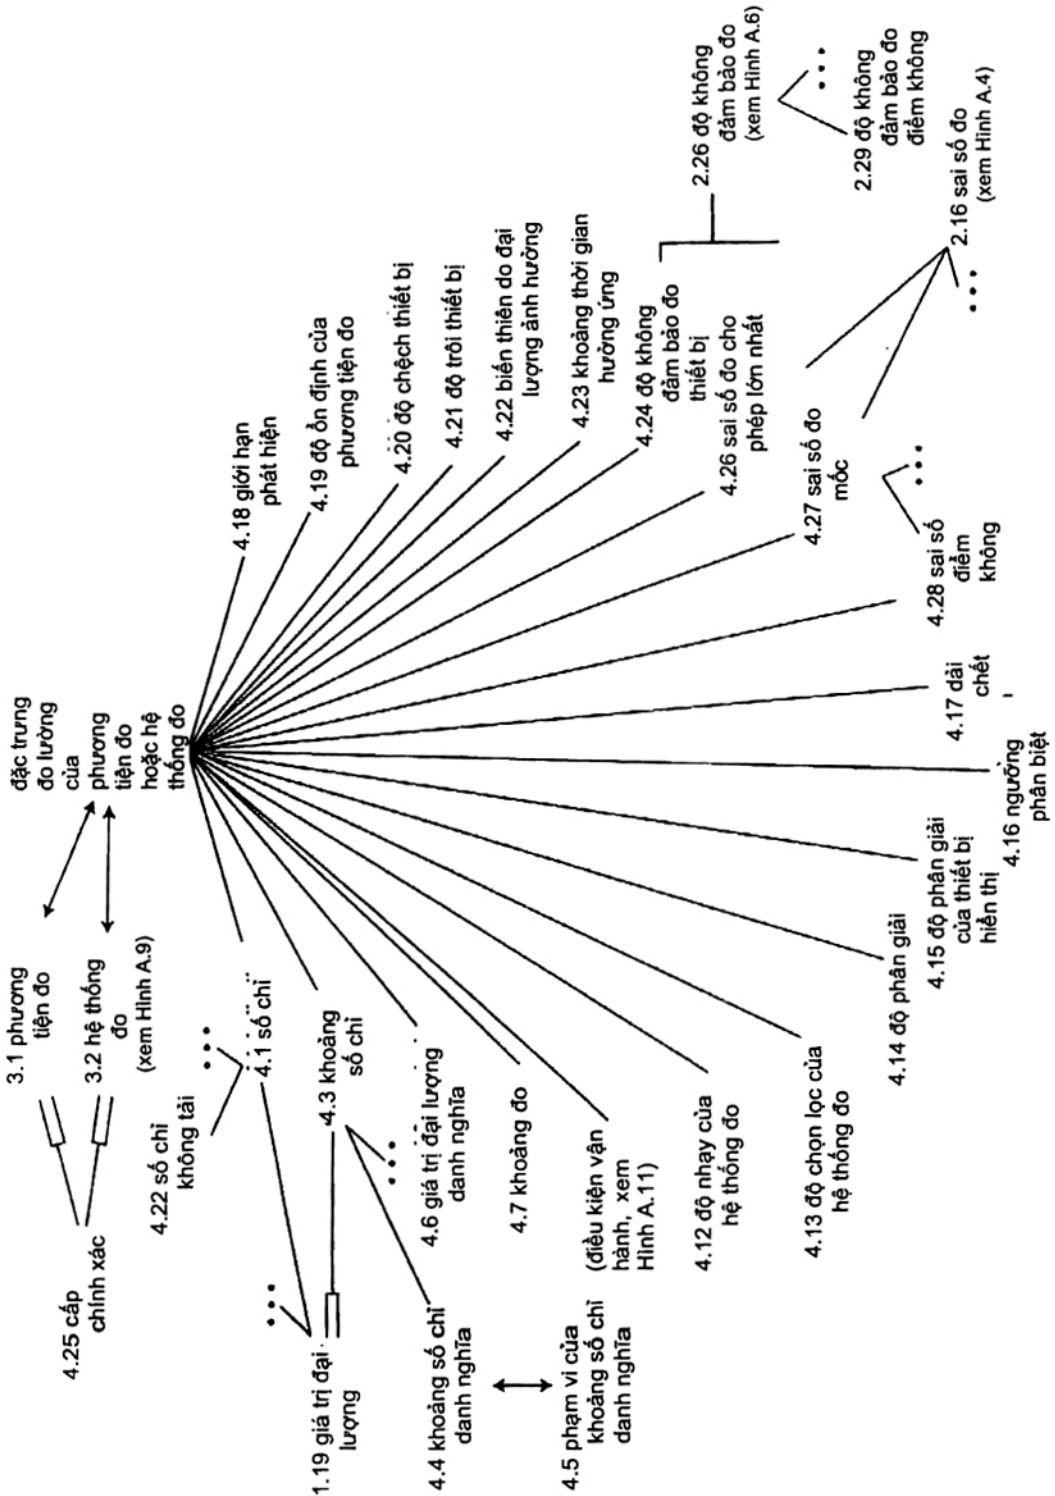 đặc trưng
đo lường
của
phương
tiện đo
hoặc hệ
thống đo
3.1 phương
tiện đo
3.2 hệ thống
đo
(xem Hình A.9)
4.25 cấp
chính xác
4.22 số chỉ
không tải
4.1 số chỉ
4.3 khoảng
số chỉ
1.19 giá trị đại
lượng
4.4 khoảng số chỉ
danh nghĩa
4.5 phạm vi của
khoảng số chỉ
danh nghĩa
4.6 giá trị đại lượng
danh nghĩa
4.7 khoảng đo
(điều kiện vận
hành, xem
Hình A.11)
4.12 độ nhạy của
hệ thống đo
4.13 độ chọn lọc của
hệ thống đo
4.14 độ phân giải
4.15 độ phân giải
của thiết bị
hiển thị
4.16 ngưỡng
phân biệt
4.17 dải
chết
4.28 sai số
điểm
không
4.27 sai số đo
mốc
4.26 sai số đo cho
phép lớn nhất
4.24 độ không
đảm bảo đo
thiết bị
4.23 khoảng thời gian
hưởng ứng
4.22 biến thiên do đại
lượng ảnh hưởng
4.21 độ trôi thiết bị
4.20 độ chệch thiết bị
4.19 độ ổn định của
phương tiện đo
4.18 giới hạn
phát hiện
2.26 độ không
đảm bảo đo
(xem Hình A.6)
2.29 độ không
đảm bảo đo
điểm không
2.16 sai số đo
(xem Hình A.4)